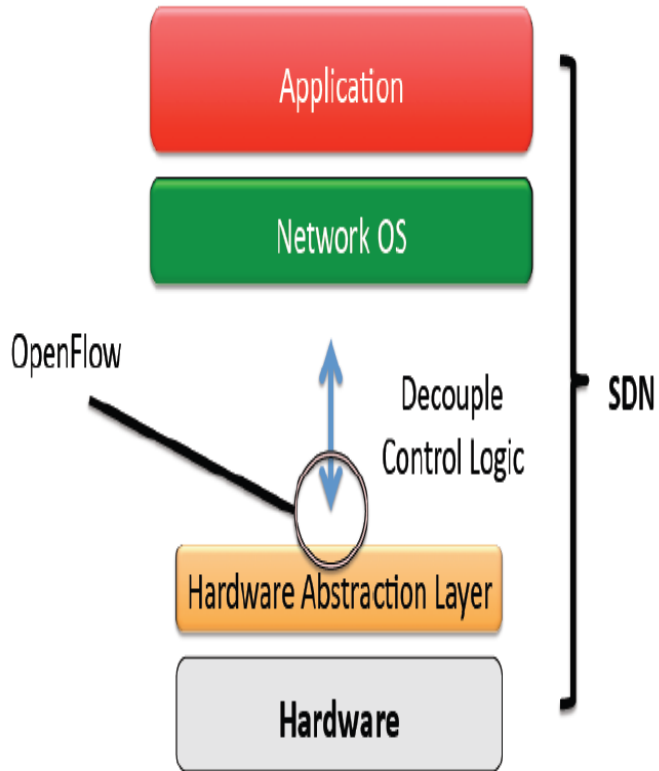 Application
Network OS
OpenFlow
Decouple
Control Logic
SDN
Hardware Abstraction Layer
Hardware